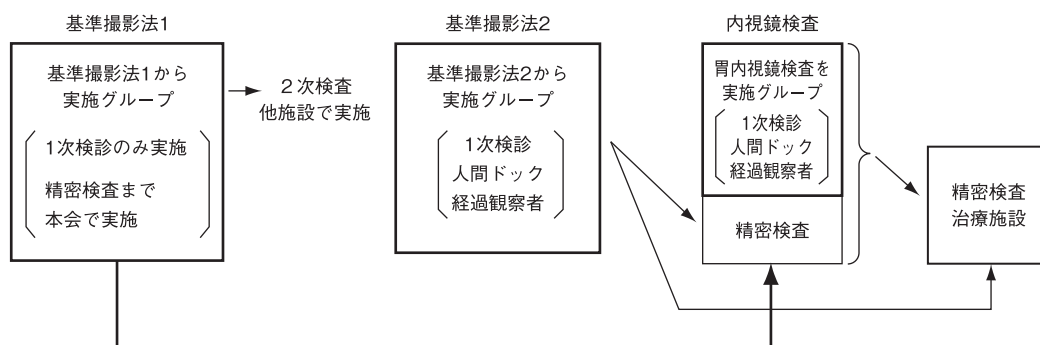 基準撮影法1
基準撮影法1から
実施グループ
1次検診のみ実施
精密検査まで
本会で実施
2次検査
他施設で実施
基準撮影法2
基準撮影法2から
実施グループ
1次検診
人間ドック
経過観察者
内視鏡検査
胃内視鏡検査を
実施グループ
1次検診
人間ドック
経過観察者
精密検査
精密検査
治療施設